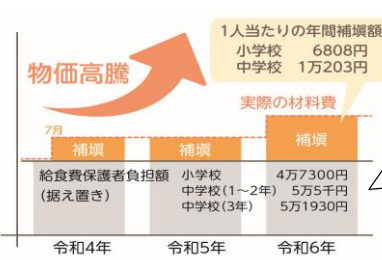 1人当たりの年間補塡額
小学校 6808円
中学校 1万203円
物価高騰
実際の材料費
7月
補塡
補塡
補塡
給食費保護者負担額
(据え置き)
小学校 4万7300円
中学校(1～2年) 5万5千円
中学校(3年) 5万1930円
令和4年 令和5年 令和6年